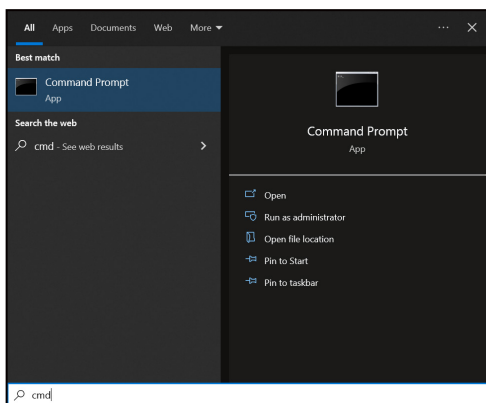 All Apps Documents Web More
Best match
Command Prompt
App
Search the web
cmd - See web results
Command Prompt
App
Open
Run as administrator
Open file location
Pin to Start
Pin to taskbar
cmd